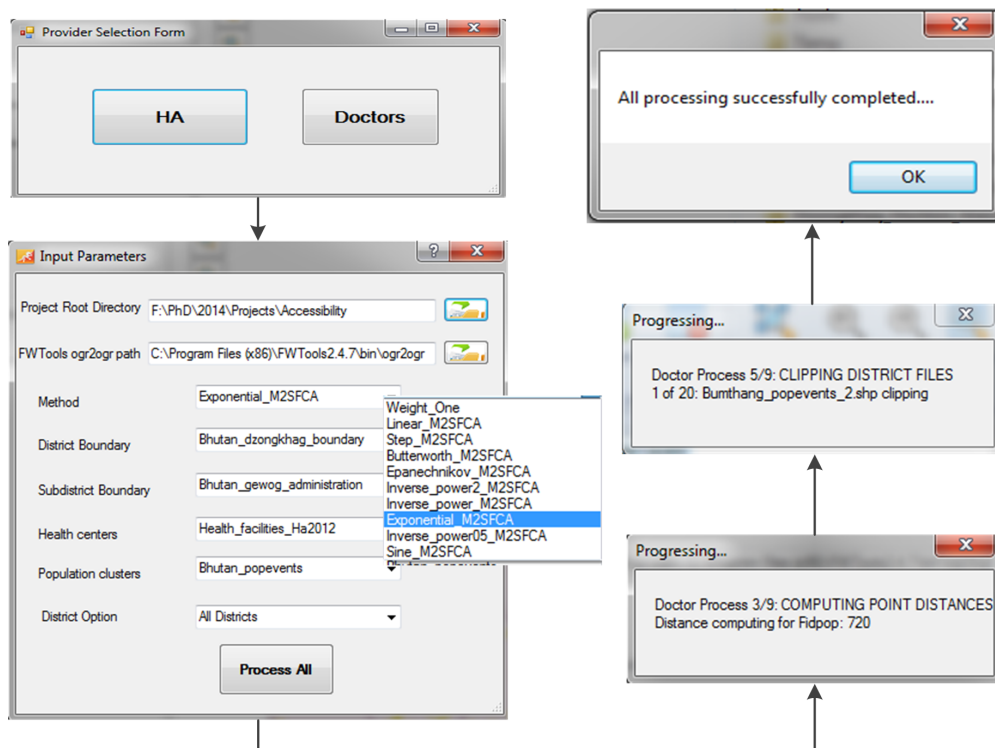 Provider Selection Form
HA
Doctors
Input Parameters
Project Root Directory
F:\PhD\2014\Projects\Accessibility
FWTools ogr2ogr path
C:\Program Files (x86)\FWTools2.4.7\bin\ogr2ogr
Method
Exponential_M2SFCA
Weight_One
Linear_M2SFCA
Step_M2SFCA
Butterworth_M2SFCA
Epanechnikov_M2SFCA
Inverse_power2_M2SFCA
Inverse_power_M2SFCA
Exponential_M2SFCA
Inverse_power05_M2SFCA
Sine_M2SFCA
District Boundary
Bhutan_dzongkhag_boundary
Subdistrict Boundary
Bhutan_gewog_administration
Health centers
Health_facilities_Ha2012
Population clusters
Bhutan_popevents
District Option
All Districts
Process All
All processing successfully completed....
OK
Progressing...
Doctor Process 5/9: CLIPPING DISTRICT FILES
1 of 20: Bumthang_popevents_2.shp clipping
Progressing...
Doctor Process 3/9: COMPUTING POINT DISTANCES
Distance computing for Fidpop: 720